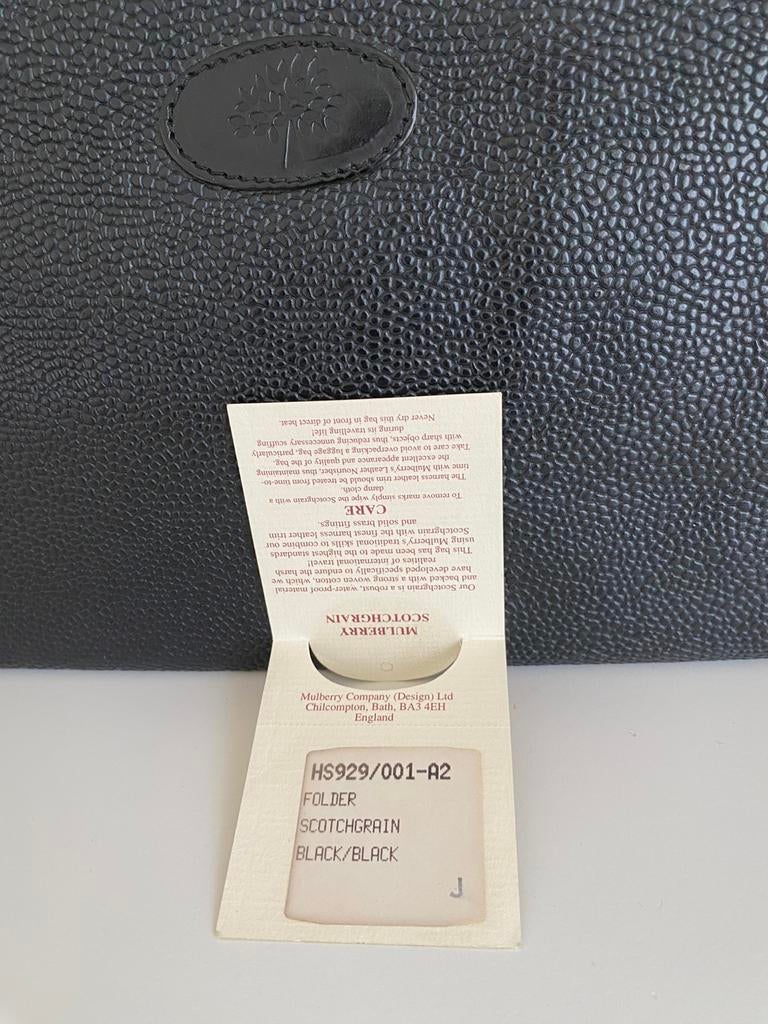 MULBERRY
SCOTCHGRAIN
Our Scotchgrain is a robust, water-proof material
and backed with a strong woven cotton, which we
have developed specifically to endure the harsh
realities of international travel!
This bag has been made to the highest standards
using Mulberry's traditional skills to combine our
Scotchgrain with the finest harness leather trim
and solid brass fittings.
CARE
To remove marks simply wipe the Scotchgrain with a
damp cloth.
The harness leather trim should be treated from time-to-
time with Mulberry's Leather Nourisher, thus maintaining
the excellent appearance and quality of the bag.
Take care to avoid overpacking a luggage bag, particularly
with sharp objects, thus reducing unnecessary scuffing
during its travelling life!
Never dry this bag in front of direct heat.
Mulberry Company (Design) Ltd
Chilcompton, Bath, BA3 4EH
England
HS929/001-A2
FOLDER
SCOTCHGRAIN
BLACK/BLACK
J